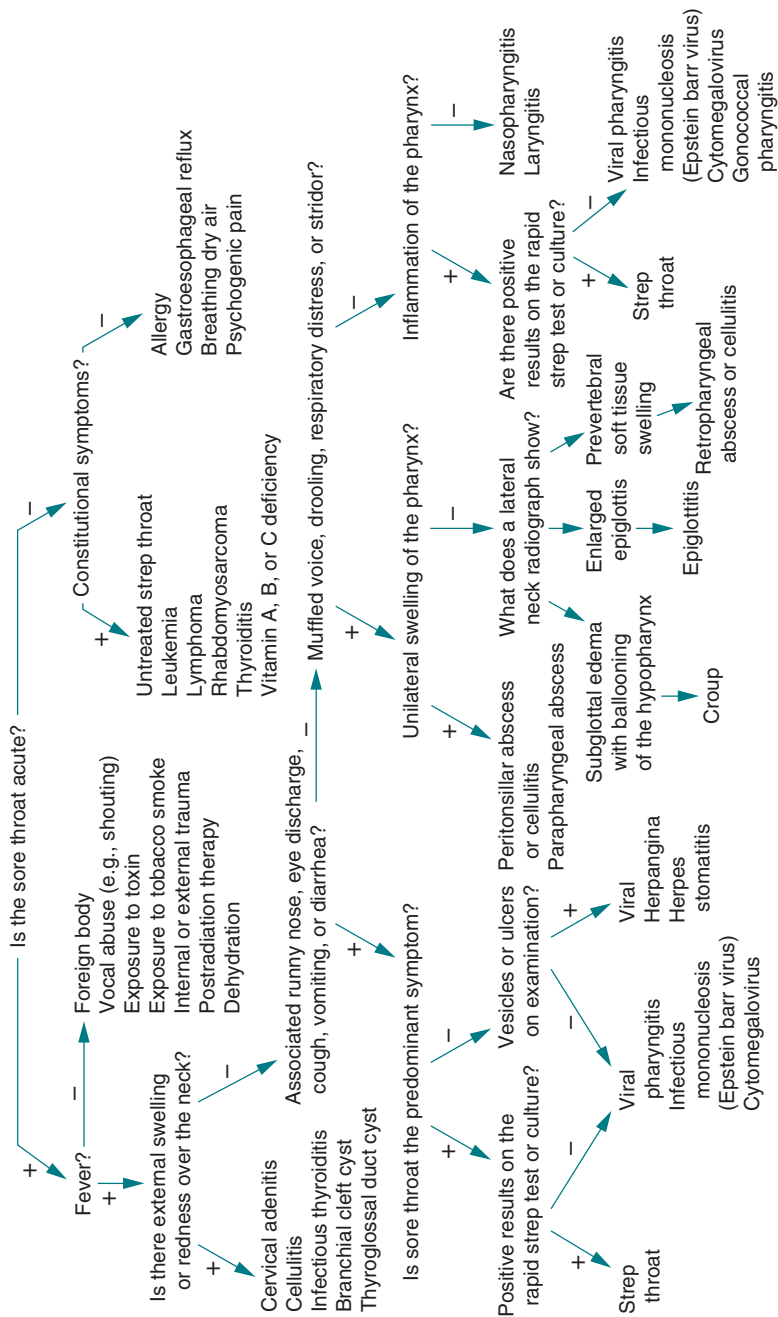 Is the sore throat acute?
+
–
Fever?
–
Foreign body
Vocal abuse (e.g., shouting)
Exposure to toxin
Exposure to tobacco smoke
Internal or external trauma
Postradiation therapy
Dehydration
+
Constitutional symptoms?
+
Untreated strep throat
Leukemia
Lymphoma
Rhabdomyosarcoma
Thyroiditis
Vitamin A, B, or C deficiency
–
Allergy
Gastroesophageal reflux
Breathing dry air
Psychogenic pain
Is there external swelling
or redness over the neck?
+
Cervical adenitis
Cellulitis
Infectious thyroiditis
Branchial cleft cyst
Thyroglossal duct cyst
–
Associated runny nose, eye discharge,
cough, vomiting, or diarrhea?
–
Muffled voice, drooling, respiratory distress, or stridor?
+
Is sore throat the predominant symptom?
+
Positive results on the
rapid strep test or culture?
+
Strep
throat
–
–
Vesicles or ulcers
on examination?
–
Viral
pharyngitis
Infectious
mononucleosis
(Epstein barr virus)
Cytomegalovirus
+
Viral
Herpangina
Herpes
stomatitis
+
Unilateral swelling of the pharynx?
+
Peritonsillar abscess
or cellulitis
Parapharyngeal abscess
–
What does a lateral
neck radiograph show?
Subglottal edema
with ballooning
of the hypopharynx
Croup
Enlarged
epiglottis
Epiglottitis
Prevertebral
soft tissue
swelling
Retropharyngeal
abscess or cellulitis
–
Inflammation of the pharynx?
+
Are there positive
results on the rapid
strep test or culture?
+
Strep
throat
–
Viral pharyngitis
Infectious
mononucleosis
(Epstein barr virus)
Cytomegalovirus
Gonococcal
pharyngitis
–
Nasopharyngitis
Laryngitis